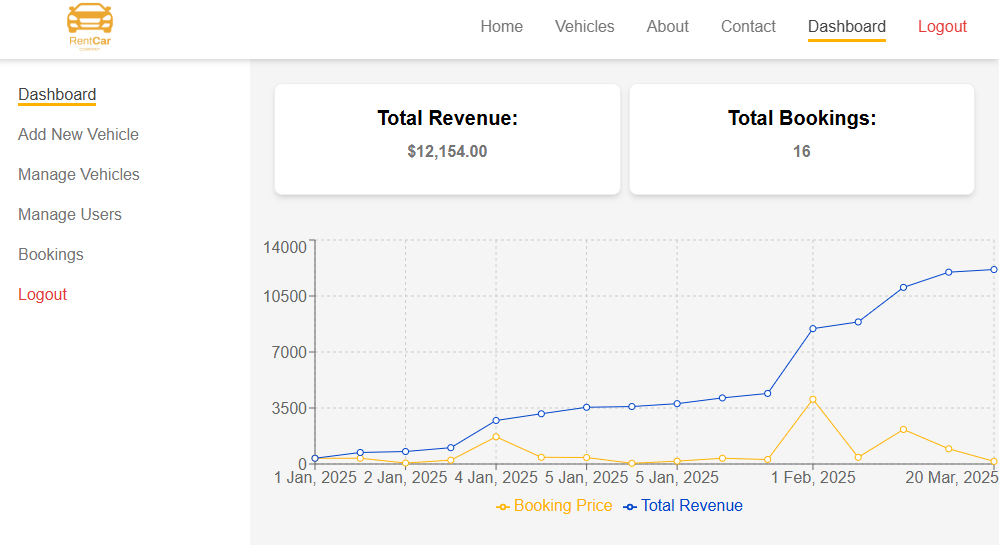 RentCar
COMPANY
Home Vehicles About Contact Dashboard Logout
Dashboard
Add New Vehicle
Manage Vehicles
Manage Users
Bookings
Logout
Total Revenue:
$12,154.00
Total Bookings:
16
14000
10500
7000
3500
0
1 Jan, 2025 2 Jan, 2025 4 Jan, 2025 5 Jan, 2025 5 Jan, 2025 1 Feb, 2025 20 Mar, 2025
Booking Price Total Revenue